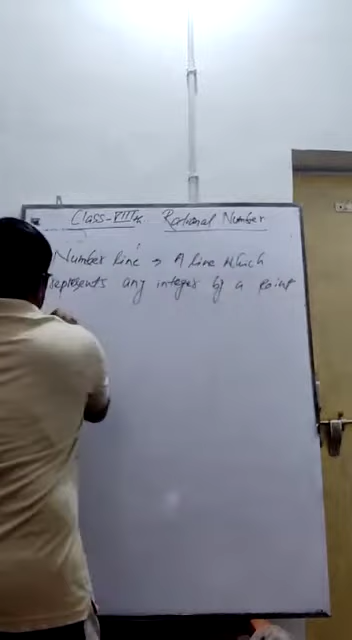 Class-VIIIth Rational Number
Number line → A line which
represents any integer by a point